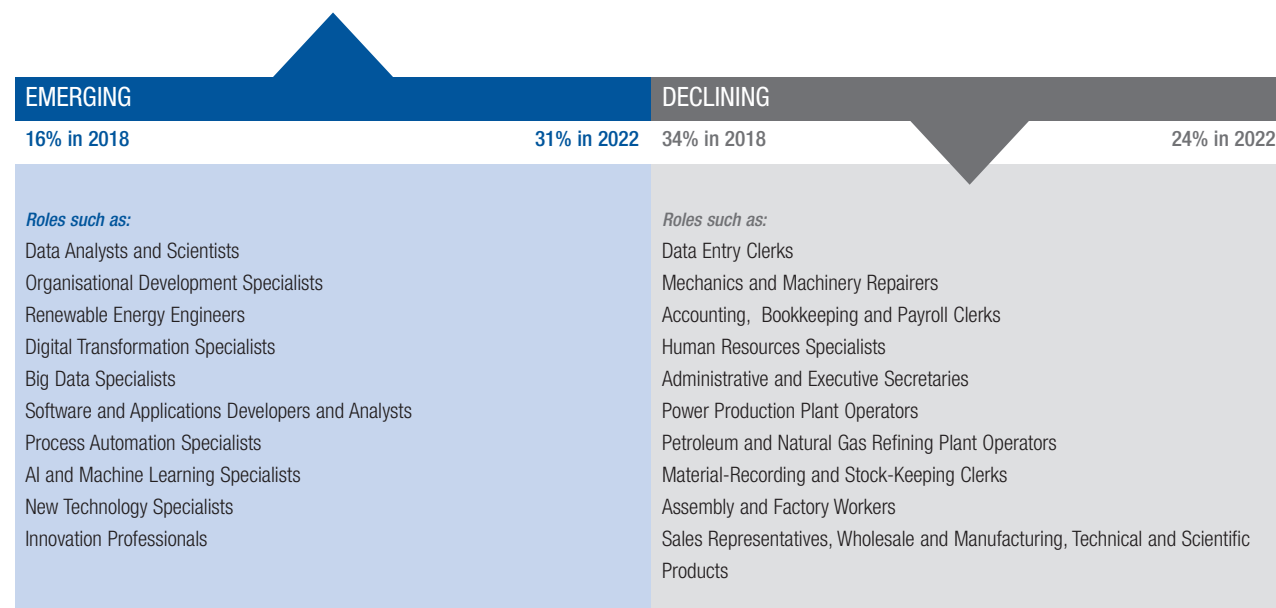 EMERGING
16% in 2018
31% in 2022
Roles such as:
Data Analysts and Scientists
Organisational Development Specialists
Renewable Energy Engineers
Digital Transformation Specialists
Big Data Specialists
Software and Applications Developers and Analysts
Process Automation Specialists
AI and Machine Learning Specialists
New Technology Specialists
Innovation Professionals
DECLINING
34% in 2018
24% in 2022
Roles such as:
Data Entry Clerks
Mechanics and Machinery Repairers
Accounting, Bookkeeping and Payroll Clerks
Human Resources Specialists
Administrative and Executive Secretaries
Power Production Plant Operators
Petroleum and Natural Gas Refining Plant Operators
Material-Recording and Stock-Keeping Clerks
Assembly and Factory Workers
Sales Representatives, Wholesale and Manufacturing, Technical and Scientific
Products